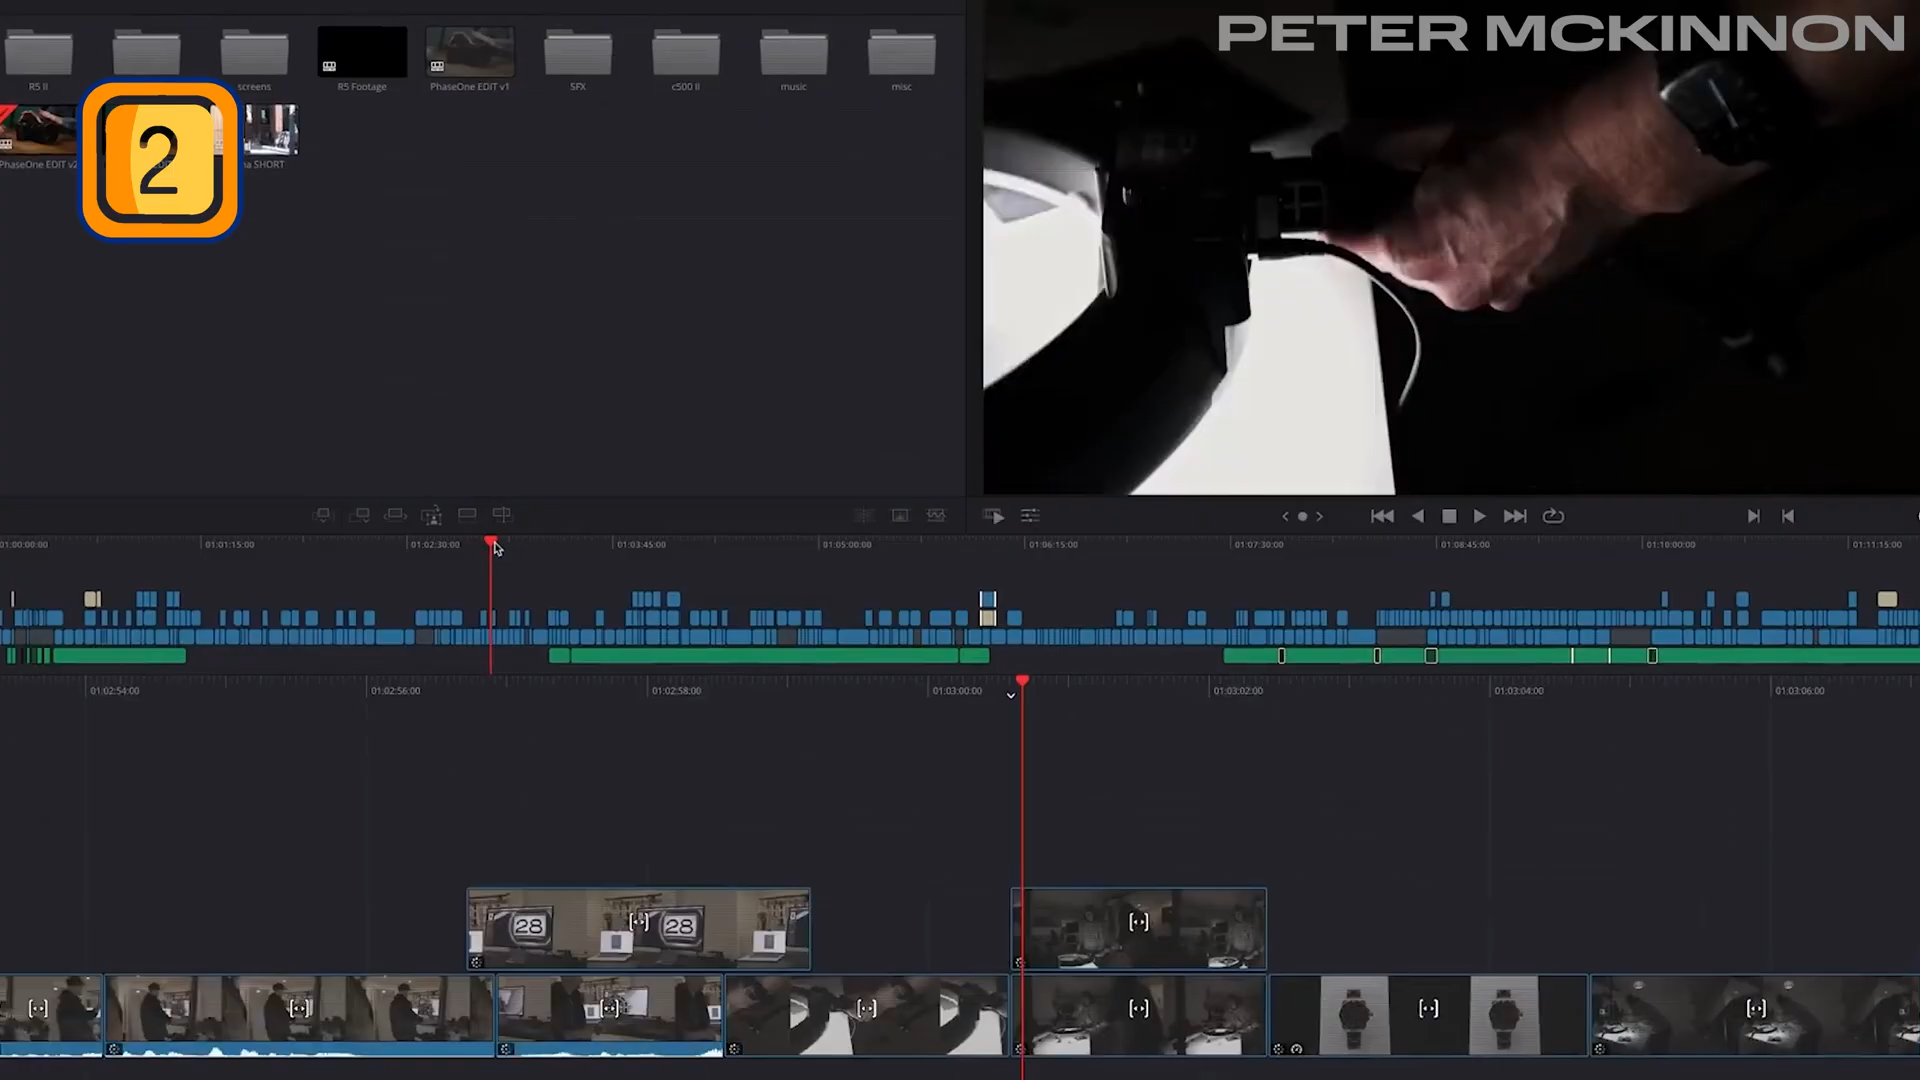 PETER MCKINNON
R5 II
screens
R5 Footage
PhaseOne EDIT v1
SFX
c500 II
music
misc
2
PhaseOne EDIT v2
SHORT
01:00:00:00
01:01:15:00
01:02:30:00
01:03:45:00
01:05:00:00
01:06:15:00
01:07:30:00
01:08:45:00
01:10:00:00
01:11:15:00
01:02:54:00
01:02:56:00
01:02:58:00
01:03:00:00
01:03:02:00
01:03:04:00
01:03:06:00
28
28